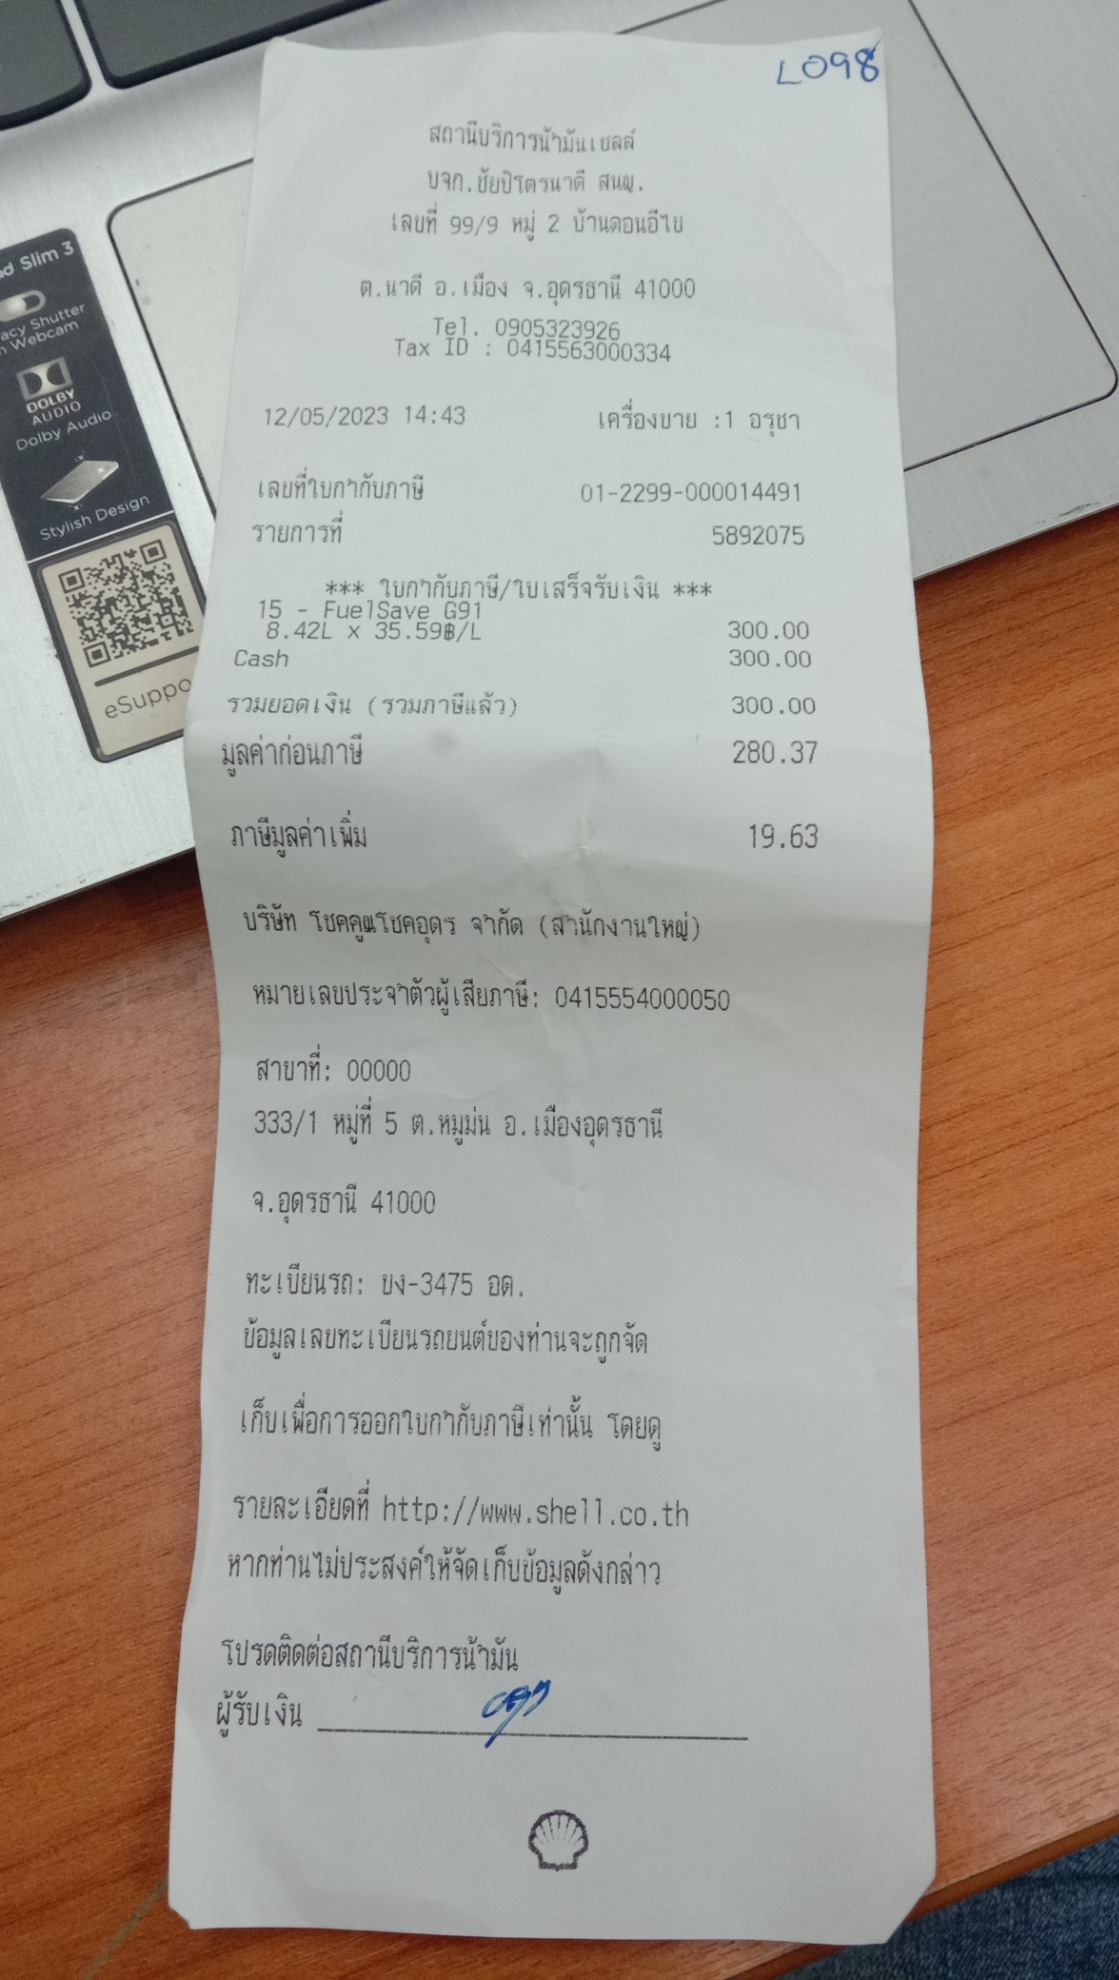 L098
สถานีบริการน้ำมันเชลล์
บจก.ชัยปิโตรนาดี สนญ.
เลขที่ 99/9 หมู่ 2 บ้านดอนอีไข
ต.นาดี อ.เมือง จ.อุดรธานี 41000
Tel. 0905323926
Tax ID : 0415563000334
12/05/2023 14:43 เครื่องขาย :1 อรุชา
เลขที่ใบกำกับภาษี 01-2299-000014491
รายการที่ 5892075
*** ใบกำกับภาษี/ใบเสร็จรับเงิน ***
15 - FuelSave G91
8.42L x 35.59฿/L 300.00
Cash 300.00
รวมยอดเงิน (รวมภาษีแล้ว) 300.00
มูลค่าก่อนภาษี 280.37
ภาษีมูลค่าเพิ่ม 19.63
บริษัท โชคคูณโชคอุดร จำกัด (สำนักงานใหญ่)
หมายเลขประจำตัวผู้เสียภาษี: 0415554000050
สาขาที่: 00000
333/1 หมู่ที่ 5 ต.หมูม่น อ.เมืองอุดรธานี
จ.อุดรธานี 41000
ทะเบียนรถ: ขง-3475 อด.
ข้อมูลเลขทะเบียนรถยนต์ของท่านจะถูกจัด
เก็บเพื่อการออกใบกำกับภาษีเท่านั้น โดยดู
รายละเอียดที่ http://www.shell.co.th
หากท่านไม่ประสงค์ให้จัดเก็บข้อมูลดังกล่าว
โปรดติดต่อสถานีบริการน้ำมัน
ผู้รับเงิน
Slim 3
Shutter
Webcam
DOLBY
AUDIO
Dolby Audio
Stylish Design